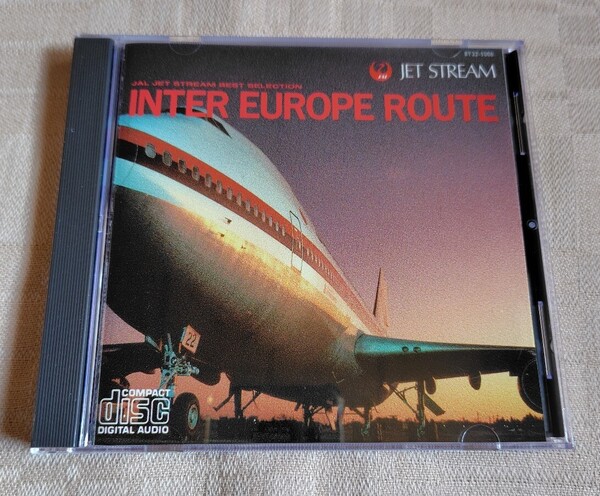 JET STREAM
JAL JET STREAM BEST SELECTION
INTER EUROPE ROUTE
22
COMPACT
disc
DIGITAL AUDIO